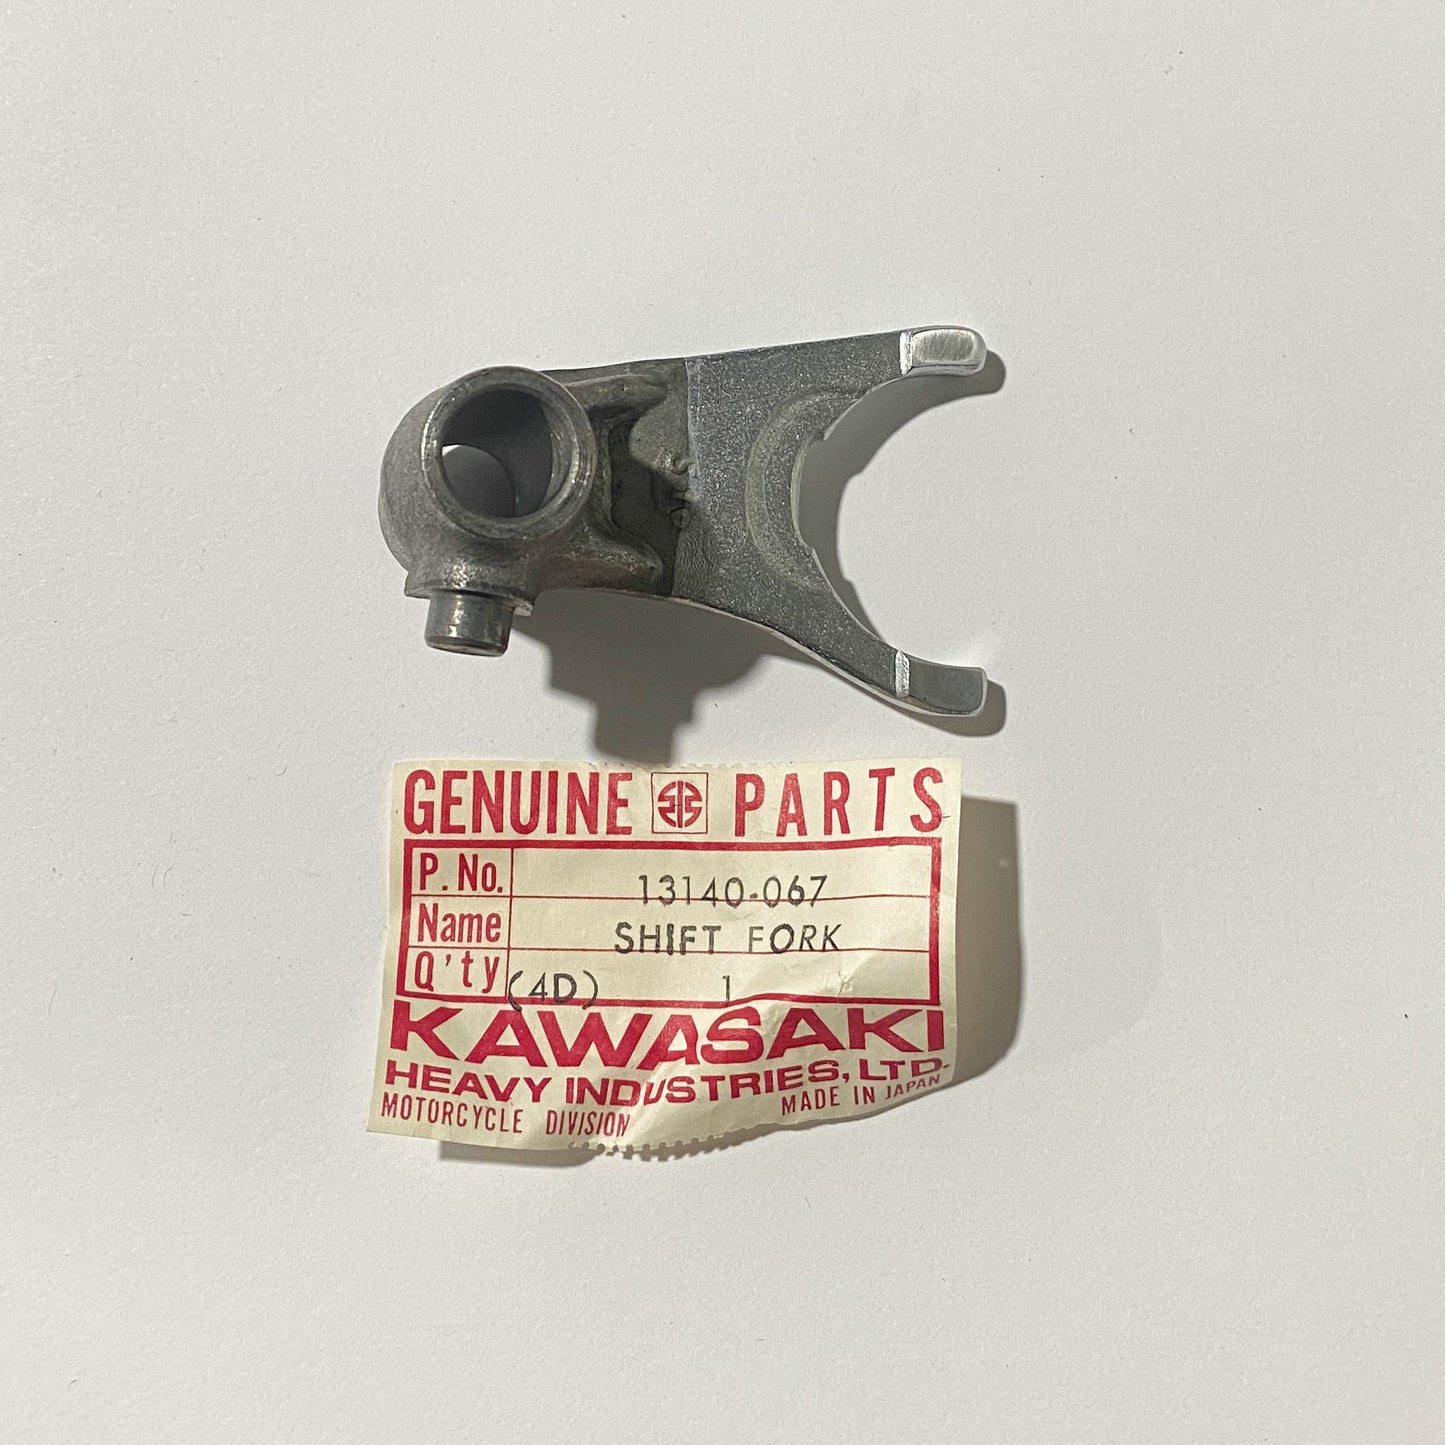 GENUINE PARTS
P. No. 13140-067
Name SHIFT FORK
Q'ty (4D) 1
KAWASAKI
HEAVY INDUSTRIES, LTD.
MOTORCYCLE DIVISION MADE IN JAPAN